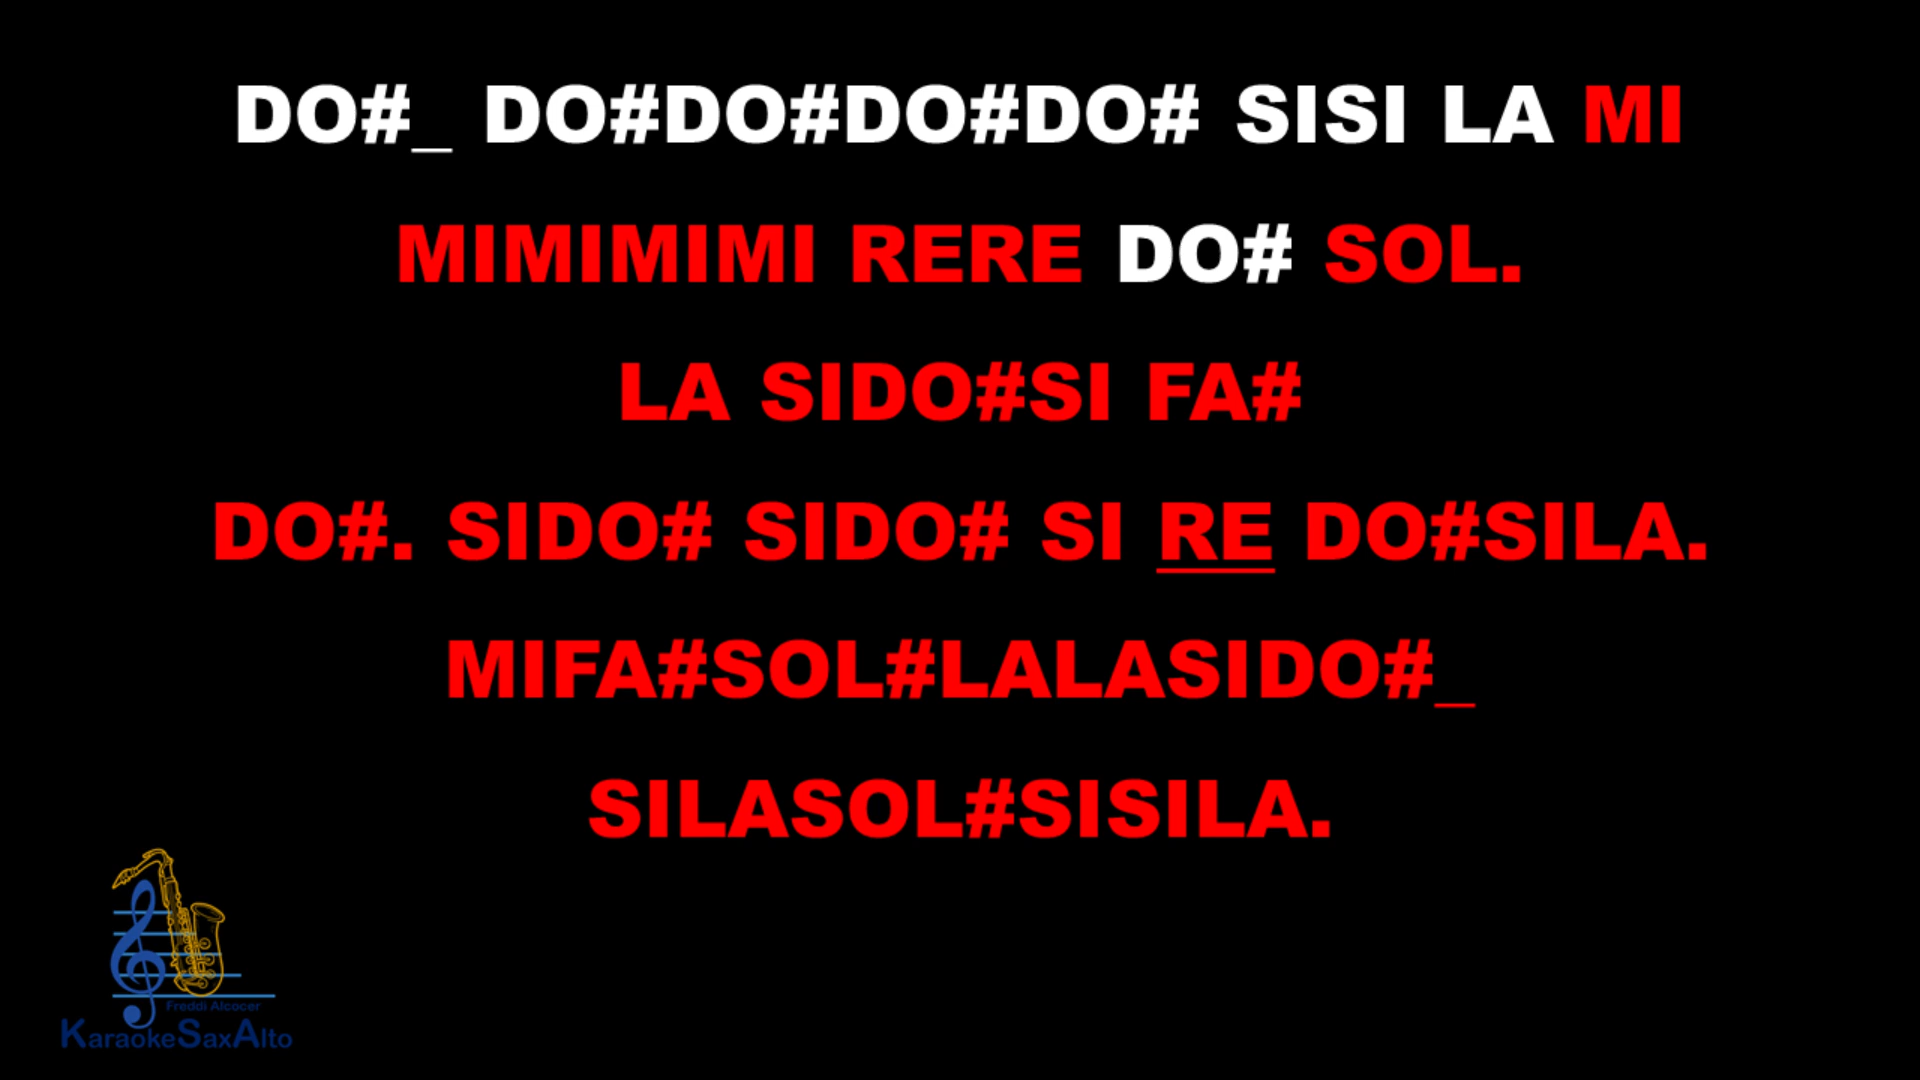 DO#_ DO#DO#DO#DO# SISI LA MI
MIMIMIMI RERE DO# SOL.
LA SIDO#SI FA#
DO#. SIDO# SIDO# SI RE DO#SILA.
MIFA#SOL#LALASIDO#_
SILASOL#SISILA.
Freddi Alcocer
KaraokeSaxAlto